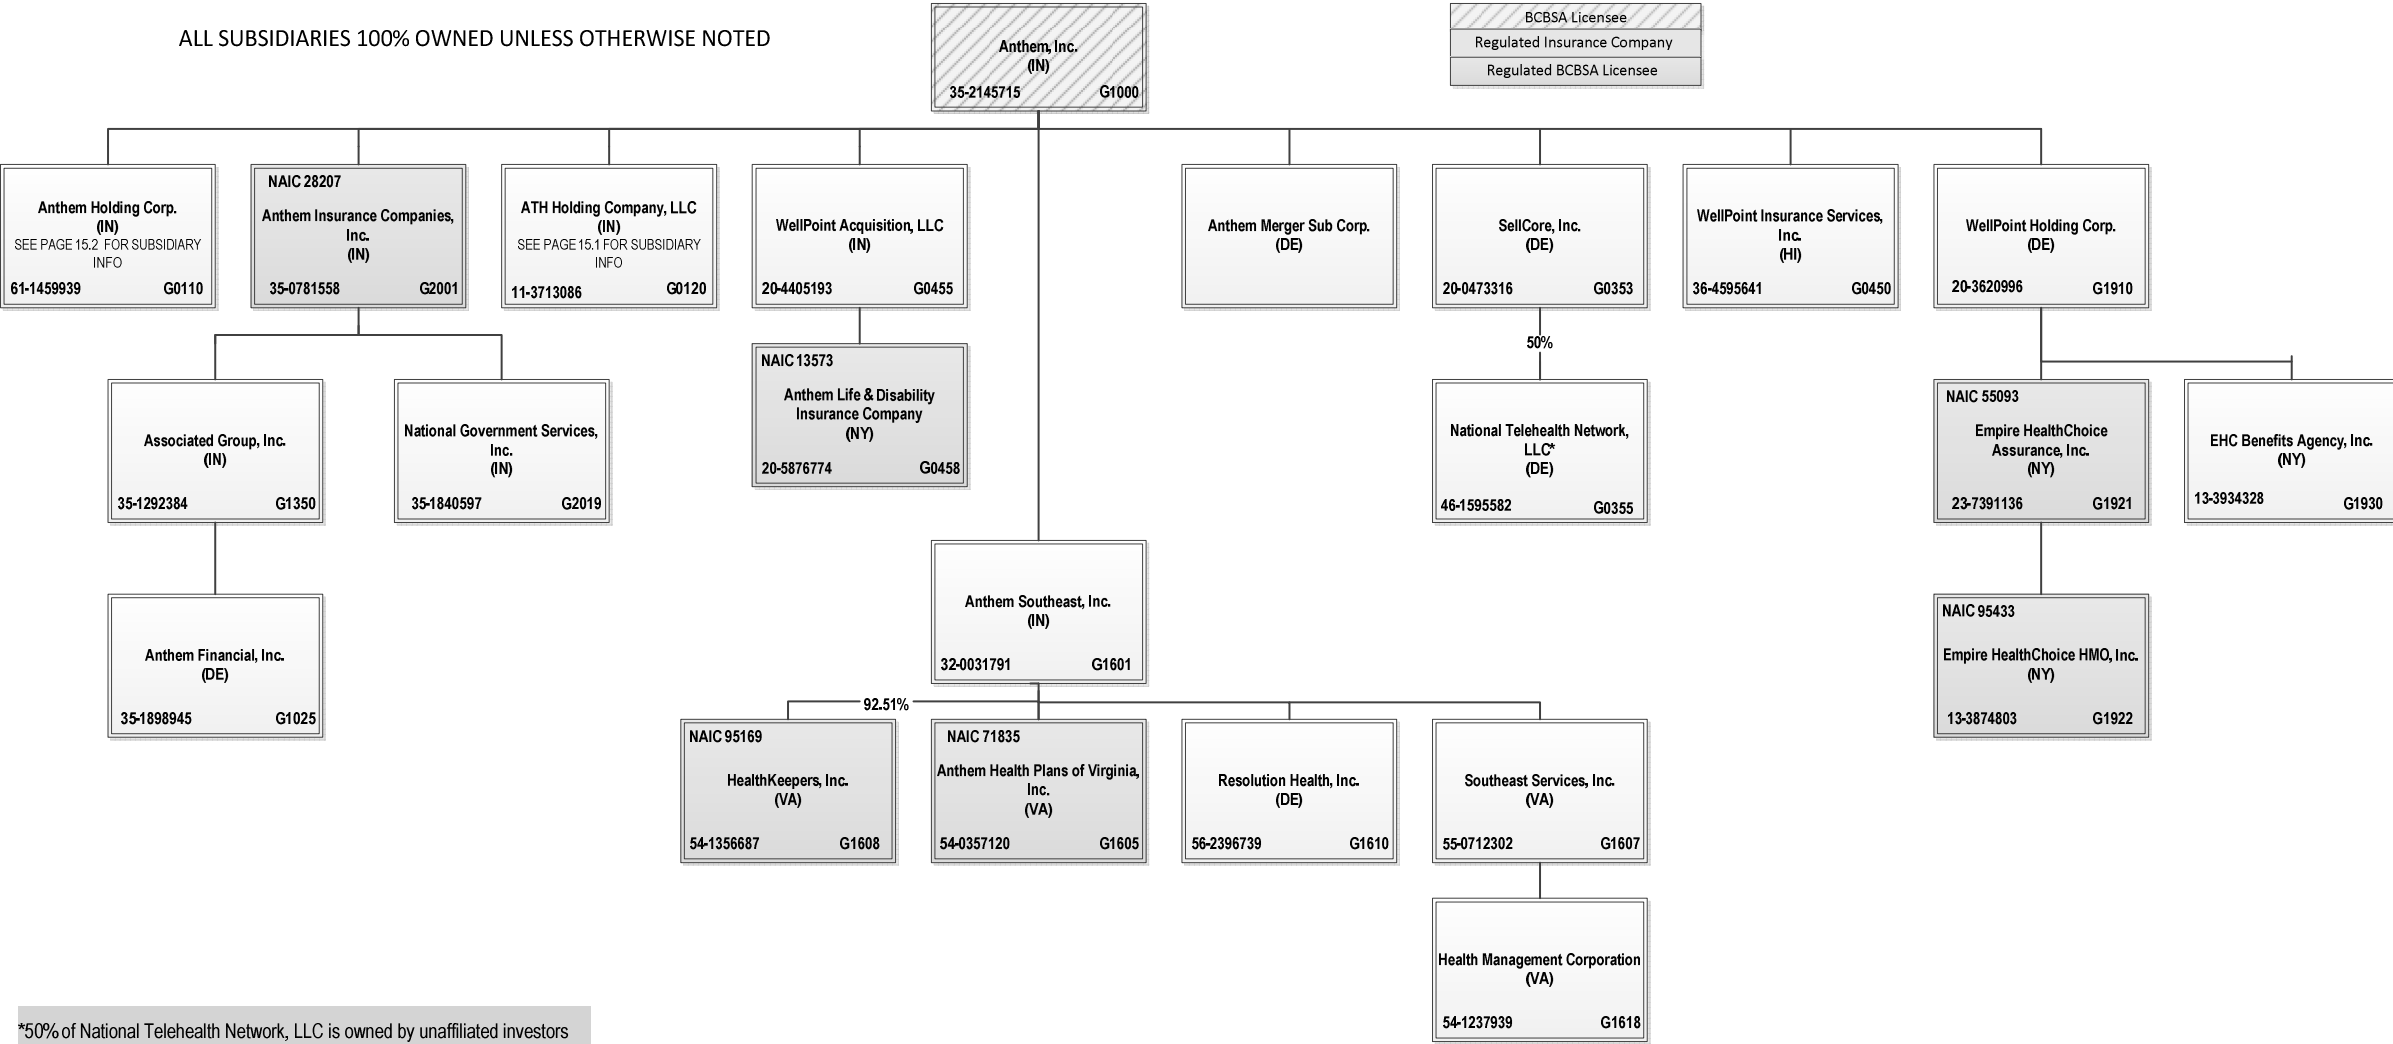 ALL SUBSIDIARIES 100% OWNED UNLESS OTHERWISE NOTED
Anthem, Inc.
(IN)
35-2145715 G1000
BCBSA Licensee
Regulated Insurance Company
Regulated BCBSA Licensee
Anthem Holding Corp.
(IN)
SEE PAGE 15.2 FOR SUBSIDIARY
INFO
61-1459939 G0110
NAIC 28207
Anthem Insurance Companies,
Inc.
(IN)
35-0781558 G2001
ATH Holding Company, LLC
(IN)
SEE PAGE 15.1 FOR SUBSIDIARY
INFO
11-3713086 G0120
WellPoint Acquisition, LLC
(IN)
20-4405193 G0455
Anthem Merger Sub Corp.
(DE)
SellCore, Inc.
(DE)
20-0473316 G0353
WellPoint Insurance Services,
Inc.
(HI)
36-4595641 G0450
WellPoint Holding Corp.
(DE)
20-3620996 G1910
50%
NAIC 13573
Anthem Life & Disability
Insurance Company
(NY)
20-5876774 G0458
Associated Group, Inc.
(IN)
35-1292384 G1350
National Government Services,
Inc.
(IN)
35-1840597 G2019
National Telehealth Network,
LLC*
(DE)
46-1595582 G0355
NAIC 55093
Empire HealthChoice
Assurance, Inc.
(NY)
23-7391136 G1921
EHC Benefits Agency, Inc.
(NY)
13-3934328 G1930
Anthem Southeast, Inc.
(IN)
32-0031791 G1601
Anthem Financial, Inc.
(DE)
35-1898945 G1025
NAIC 95433
Empire HealthChoice HMO, Inc.
(NY)
13-3874803 G1922
92.51%
NAIC 95169
HealthKeepers, Inc.
(VA)
54-1356687 G1608
NAIC 71835
Anthem Health Plans of Virginia,
Inc.
(VA)
54-0357120 G1605
Resolution Health, Inc.
(DE)
56-2396739 G1610
Southeast Services, Inc.
(VA)
55-0712302 G1607
Health Management Corporation
(VA)
54-1237939 G1618
*50% of National Telehealth Network, LLC is owned by unaffiliated investors